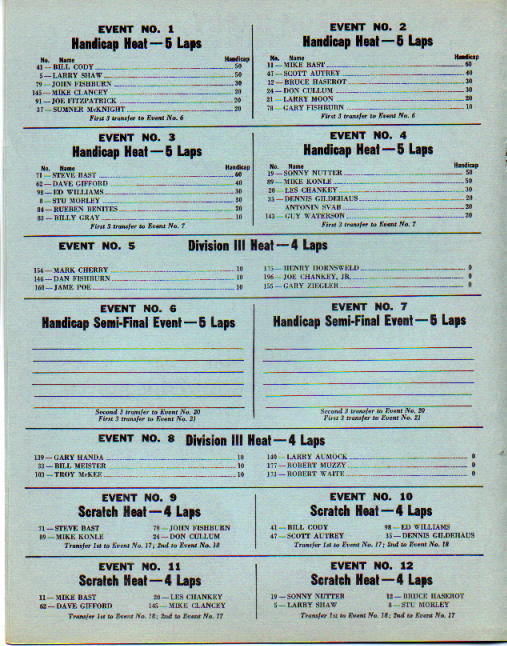 EVENT NO. 1
Handicap Heat — 5 Laps
No. Name Handicap
41 — BILL CODY 50
5 — LARRY SHAW 50
79 — JOHN FISHBURN 30
145 — MIKE CLANCEY 20
91 — JOE FITZPATRICK 20
37 — SUMNER McKNIGHT 20
First 3 transfer to Event No. 6
EVENT NO. 2
Handicap Heat — 5 Laps
No. Name Handicap
11 — MIKE BAST 60
47 — SCOTT AUTREY 40
12 — BRUCE HASEROT 30
24 — DON CULLUM 30
21 — LARRY MOON 20
78 — GARY FISHBURN 10
First 3 transfer to Event No. 6
EVENT NO. 3
Handicap Heat — 5 Laps
No. Name Handicap
71 — STEVE BAST 60
62 — DAVE GIFFORD 40
98 — ED WILLIAMS 30
8 — STU MORLEY 30
84 — RUEBEN BENITES 20
83 — BILLY GRAY 10
First 3 transfer to Event No. 7
EVENT NO. 4
Handicap Heat — 5 Laps
No. Name Handicap
19 — SONNY NUTTER 50
89 — MIKE KONLE 50
20 — LES CHANKEY 30
35 — DENNIS GILDEHAUS 20
ANTONIN SVAB 20
143 — GUY WATERSON 20
First 3 transfer to Event No. 7
EVENT NO. 5 Division III Heat — 4 Laps
154 — MARK CHERRY 10
146 — DAN FISHBURN 10
160 — JAME POE 10
175 — HENRY HORNSWELD 0
196 — JOE CHANKEY, JR. 0
155 — GARY ZIEGLER 0
EVENT NO. 6
Handicap Semi-Final Event — 5 Laps
Second 3 transfer to Event No. 20
First 3 transfer to Event No. 21
EVENT NO. 7
Handicap Semi-Final Event — 5 Laps
Second 3 transfer to Event No. 20
First 3 transfer to Event No. 21
EVENT NO. 8 Division III Heat — 4 Laps
139 — GARY HANDA 10
33 — BILL MEISTER 10
103 — TROY McKEE 10
140 — LARRY AUMOCK 0
177 — ROBERT MUZZY 0
171 — ROBERT WAITE 0
EVENT NO. 9
Scratch Heat — 4 Laps
71 — STEVE BAST 79 — JOHN FISHBURN
89 — MIKE KONLE 24 — DON CULLUM
Transfer 1st to Event No. 17; 2nd to Event No. 18
EVENT NO. 10
Scratch Heat — 4 Laps
41 — BILL CODY 98 — ED WILLIAMS
47 — SCOTT AUTREY 35 — DENNIS GILDEHAUS
Transfer 1st to Event No. 17; 2nd to Event No. 18
EVENT NO. 11
Scratch Heat — 4 Laps
11 — MIKE BAST 20 — LES CHANKEY
62 — DAVE GIFFORD 145 — MIKE CLANCEY
Transfer 1st to Event No. 18; 2nd to Event No. 17
EVENT NO. 12
Scratch Heat — 4 Laps
19 — SONNY NUTTER 12 — BRUCE HASEROT
5 — LARRY SHAW 8 — STU MORLEY
Transfer 1st to Event No. 18; 2nd to Event No. 17